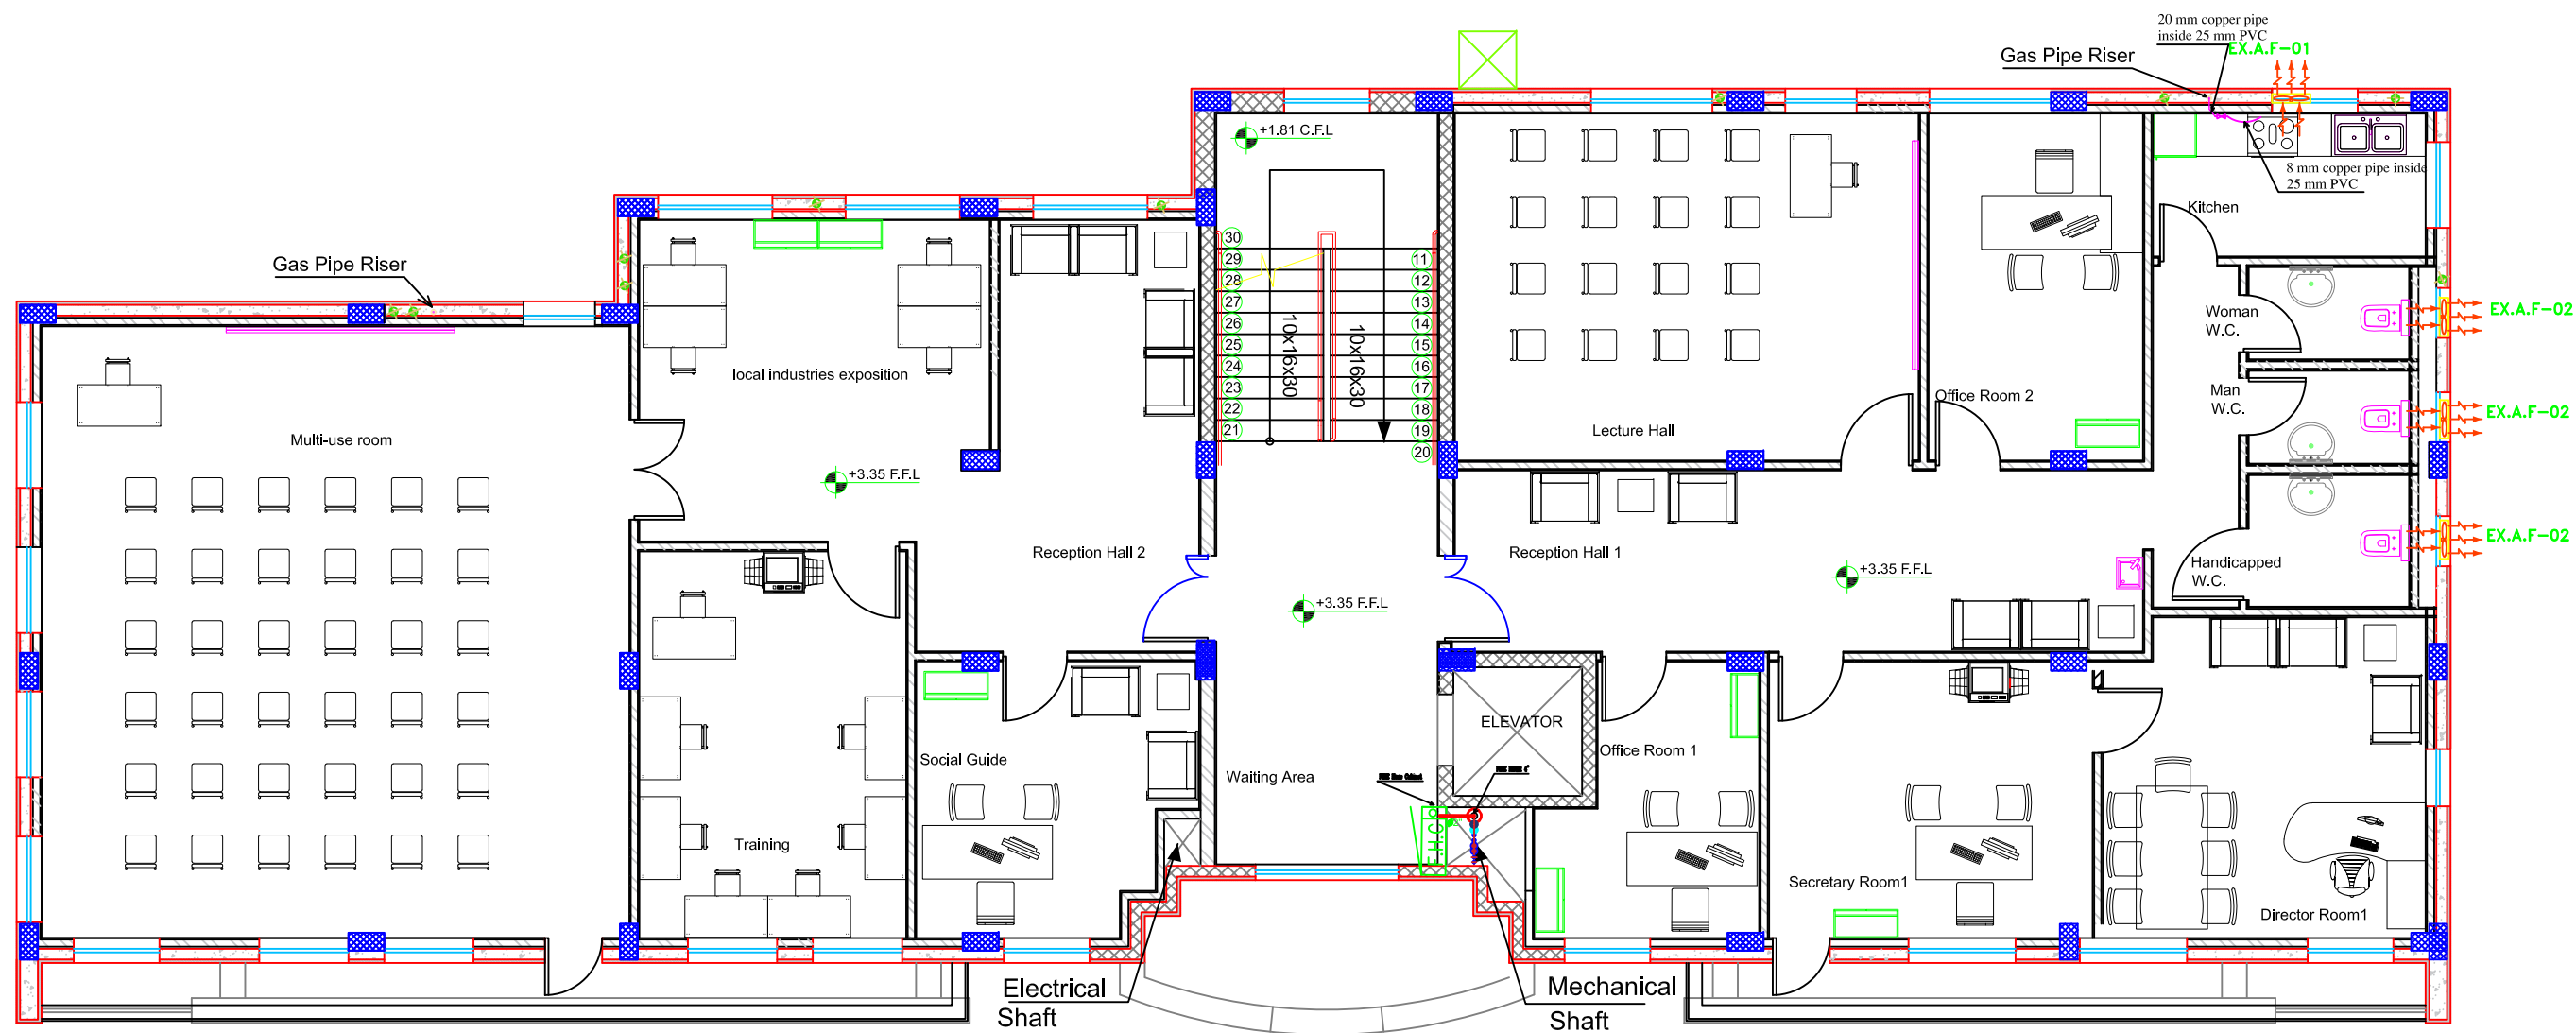 20 mm copper pipe
inside 25 mm PVC
EX.A.F-01
Gas Pipe Riser
+1.81 C.F.L
8 mm copper pipe inside
25 mm PVC
Kitchen
Gas Pipe Riser
30
29
28
27
26
25
24
23
22
21
10x16x30
10x16x30
11
12
13
14
15
16
17
18
19
20
Woman
W.C.
EX.A.F-02
local industries exposition
Office Room 2
Man
W.C.
EX.A.F-02
Multi-use room
Lecture Hall
+3.35 F.F.L
Reception Hall 2
Reception Hall 1
EX.A.F-02
Handicapped
W.C.
+3.35 F.F.L
+3.35 F.F.L
ELEVATOR
Office Room 1
Social Guide
Waiting Area
F.H.C
Training
Secretary Room1
Director Room1
Electrical
Shaft
Mechanical
Shaft